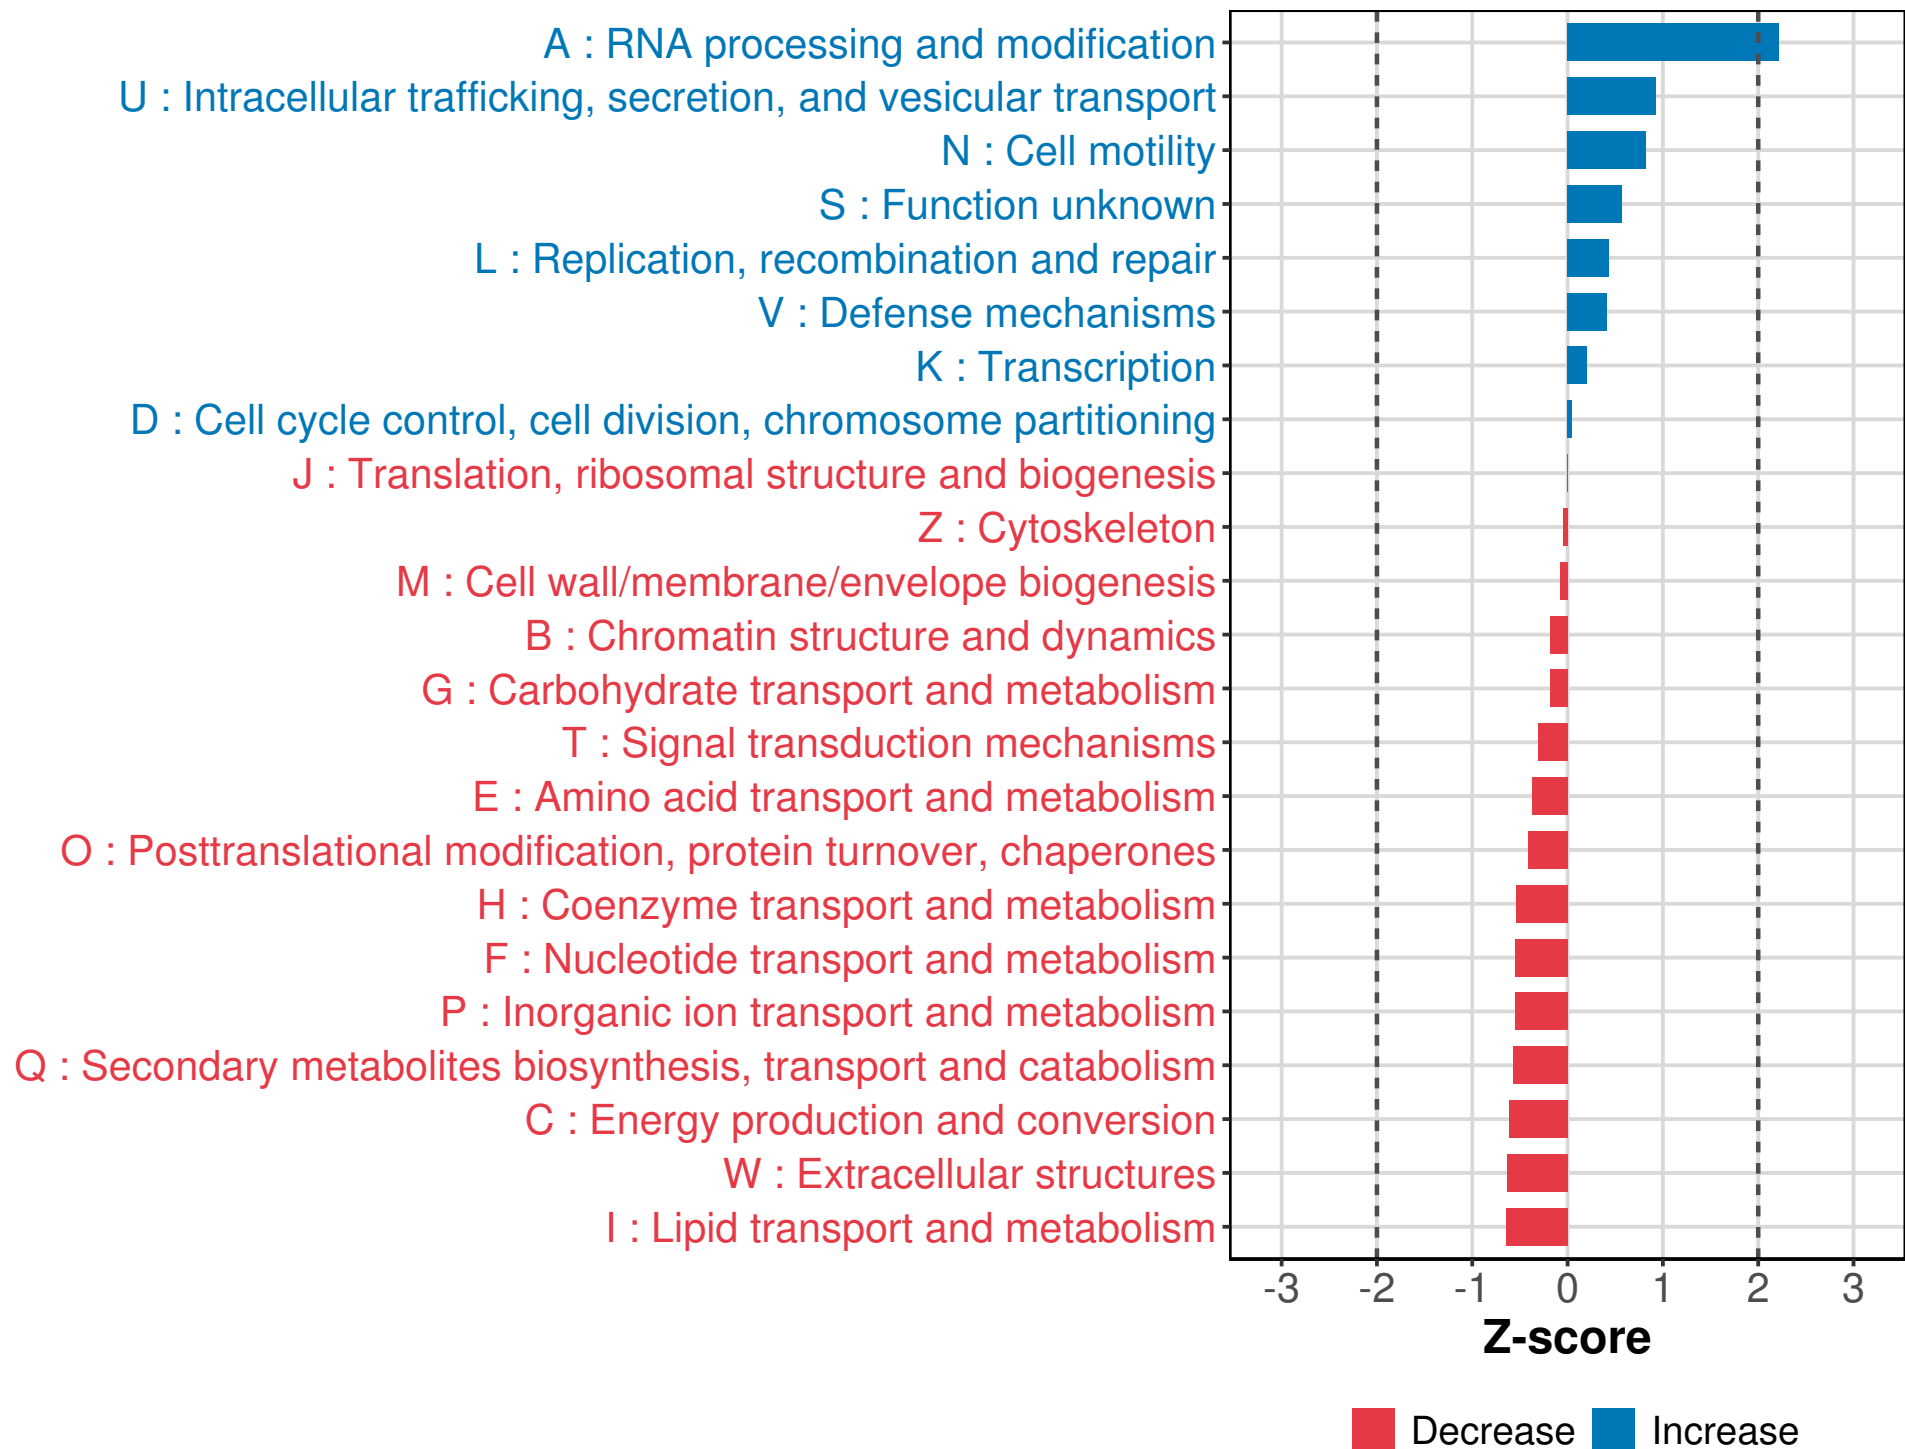 A : RNA processing and modification
U : Intracellular trafficking, secretion, and vesicular transport
N : Cell motility
S : Function unknown
L : Replication, recombination and repair
V : Defense mechanisms
K : Transcription
D : Cell cycle control, cell division, chromosome partitioning
J : Translation, ribosomal structure and biogenesis
Z : Cytoskeleton
M : Cell wall/membrane/envelope biogenesis
B : Chromatin structure and dynamics
G : Carbohydrate transport and metabolism
T : Signal transduction mechanisms
E : Amino acid transport and metabolism
O : Posttranslational modification, protein turnover, chaperones
H : Coenzyme transport and metabolism
F : Nucleotide transport and metabolism
P : Inorganic ion transport and metabolism
Q : Secondary metabolites biosynthesis, transport and catabolism
C : Energy production and conversion
W : Extracellular structures
I : Lipid transport and metabolism
-3 -2 -1 0 1 2 3
Z-score
Decrease Increase